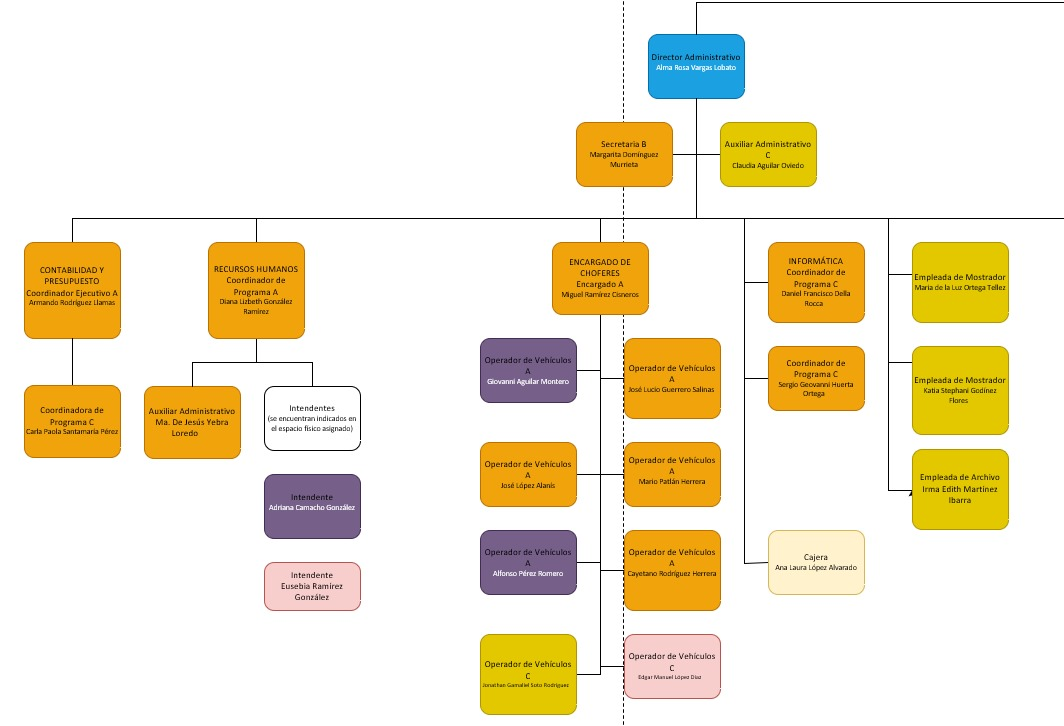 Director Administrativo
Alma Rosa Vargas Lobato
Secretaria B
Margarita Domínguez
Murrieta
Auxiliar Administrativo
C
Claudia Aguilar Oviedo
CONTABILIDAD Y
PRESUPUESTO
Coordinador Ejecutivo A
Armando Rodríguez Llamas
RECURSOS HUMANOS
Coordinador de
Programa A
Diana Lizbeth González
Ramírez
ENCARGADO DE
CHOFERES
Encargado A
Miguel Ramírez Cisneros
INFORMÁTICA
Coordinador de
Programa C
Daniel Francisco Della
Rocca
Empleada de Mostrador
María de la Luz Ortega Tellez
Coordinadora de
Programa C
Carla Paola Santamaría Pérez
Auxiliar Administrativo
Ma. De Jesús Yebra
Loredo
Intendentes
(se encuentran indicados en
el espacio físico asignado)
Intendente
Adriana Camacho González
Intendente
Eusebia Ramírez
González
Operador de Vehículos
A
Giovanni Aguilar Montero
Operador de Vehículos
A
José Lucio Guerrero Salinas
Operador de Vehículos
A
José López Alanís
Operador de Vehículos
A
Mario Patlán Herrera
Operador de Vehículos
A
Alfonso Pérez Romero
Operador de Vehículos
A
Cayetano Rodríguez Herrera
Operador de Vehículos
C
Jonathan Gamaliel Soto Rodríguez
Operador de Vehículos
C
Edgar Manuel López Díaz
Coordinador de
Programa C
Sergio Geovanni Huerta
Ortega
Cajera
Ana Laura López Alvarado
Empleada de Mostrador
Katia Stephani Godínez
Flores
Empleada de Archivo
Irma Edith Martínez
Ibarra